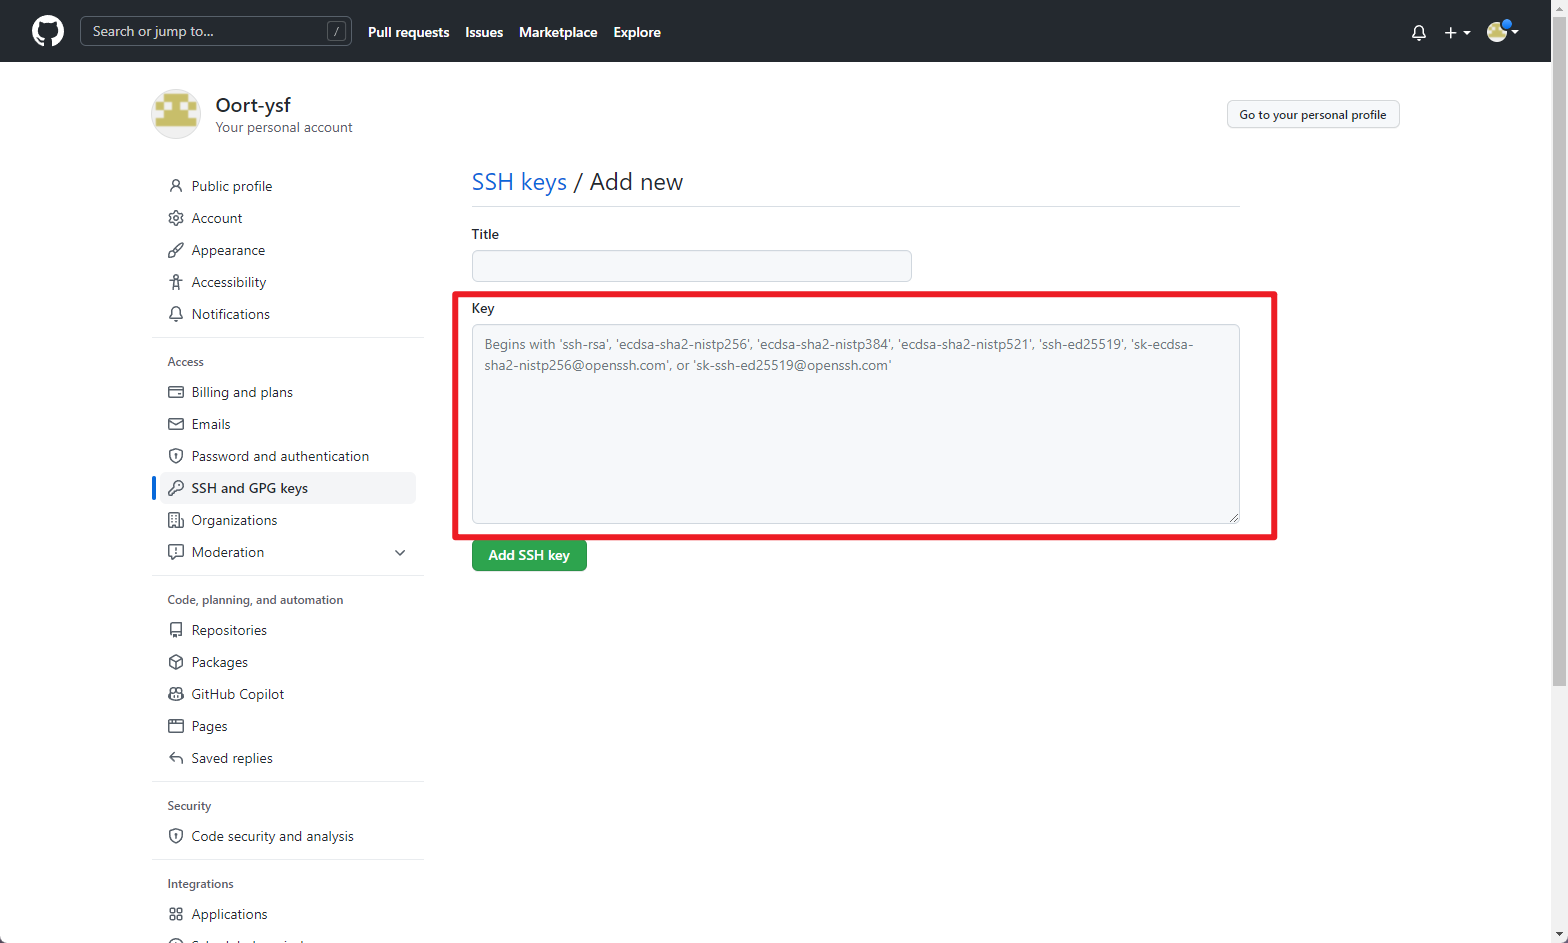 Search or jump to...
/
Pull requests
Issues
Marketplace
Explore
Oort-ysf
Your personal account
Go to your personal profile
Public profile
Account
Appearance
Accessibility
Notifications
Access
Billing and plans
Emails
Password and authentication
SSH and GPG keys
Organizations
Moderation
Code, planning, and automation
Repositories
Packages
GitHub Copilot
Pages
Saved replies
Security
Code security and analysis
Integrations
Applications
SSH keys / Add new
Title
Key
Begins with 'ssh-rsa', 'ecdsa-sha2-nistp256', 'ecdsa-sha2-nistp384', 'ecdsa-sha2-nistp521', 'ssh-ed25519', 'sk-ecdsa-
sha2-nistp256@openssh.com', or 'sk-ssh-ed25519@openssh.com'
Add SSH key